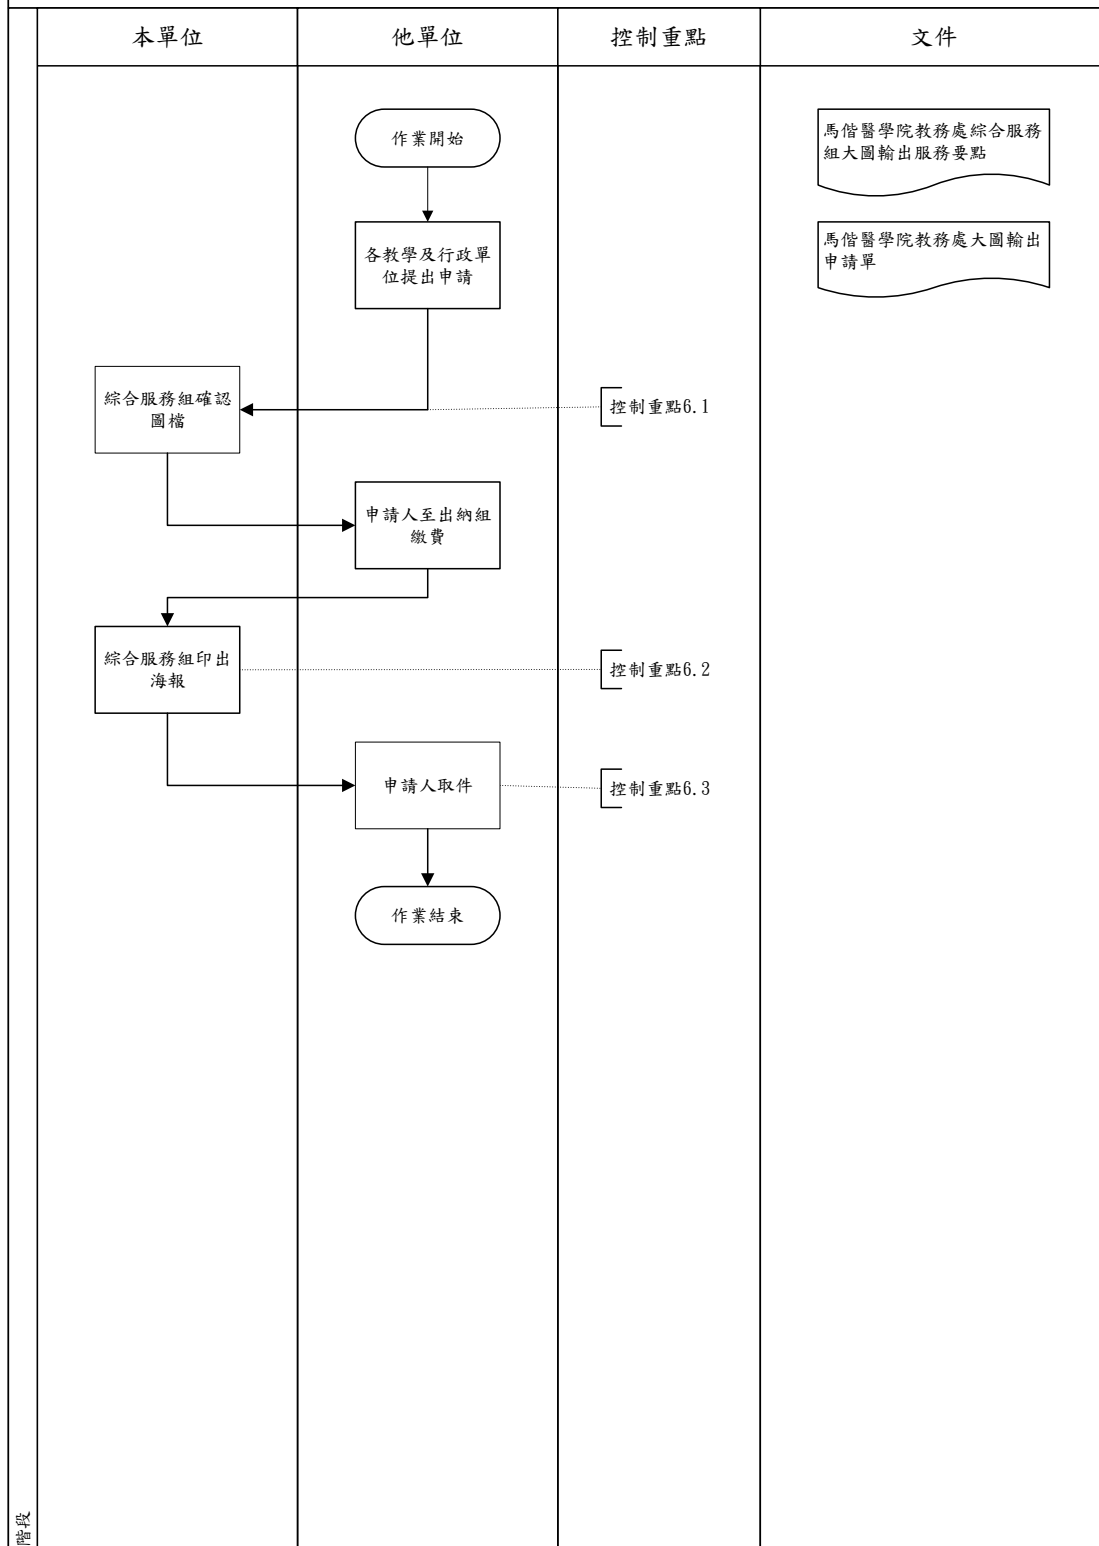 本單位
他單位
控制重點
文件
作業開始
馬偕醫學院教務處綜合服務
組大圖輸出服務要點
各教學及行政單
位提出申請
馬偕醫學院教務處大圖輸出
申請單
綜合服務組確認
圖檔
控制重點6.1
申請人至出納組
繳費
綜合服務組印出
海報
控制重點6.2
申請人取件
控制重點6.3
作業結束
階段